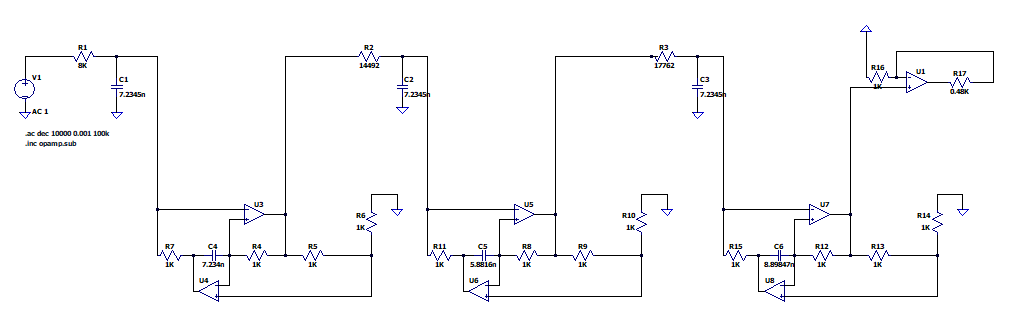 R1
8K
C1
7.2345n
V1
AC 1
.ac dec 10000 0.001 100k
.inc opamp.sub
R2
14492
C2
7.2345n
R3
17762
C3
7.2345n
R16
1K
U1
R17
0.48K
U3
R6
1K
R7
1K
C4
7.234n
R4
1K
R5
1K
U4
U5
R10
1K
R11
1K
C5
5.8816n
R8
1K
R9
1K
U6
U7
R14
1K
R15
1K
C6
8.89847n
R12
1K
R13
1K
U8